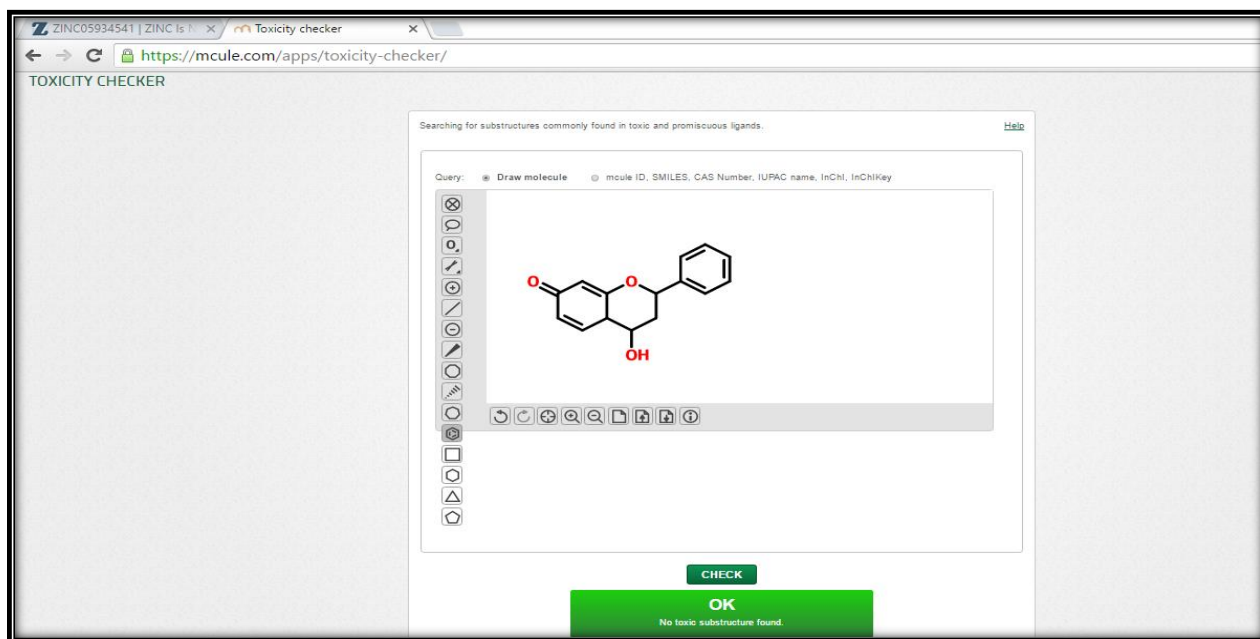 ZINC05934541 | ZINC Is N
Toxicity checker
https://mcule.com/apps/toxicity-checker/
TOXICITY CHECKER
Searching for substructures commonly found in toxic and promiscuous ligands. Help
Query: Draw molecule mcule ID, SMILES, CAS Number, IUPAC name, InChI, InChIKey
O
O O
OH
CHECK
OK
No toxic substructure found.